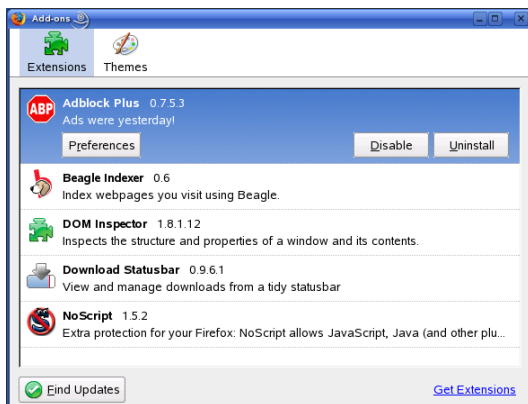 Add-ons
Extensions Themes
ABP Adblock Plus 0.7.5.3
Ads were yesterday!
Preferences Disable Uninstall
Beagle Indexer 0.6
Index webpages you visit using Beagle.
DOM Inspector 1.8.1.12
Inspects the structure and properties of a window and its contents.
Download Statusbar 0.9.6.1
View and manage downloads from a tidy statusbar
NoScript 1.5.2
Extra protection for your Firefox: NoScript allows JavaScript, Java (and other plu...
Find Updates Get Extensions